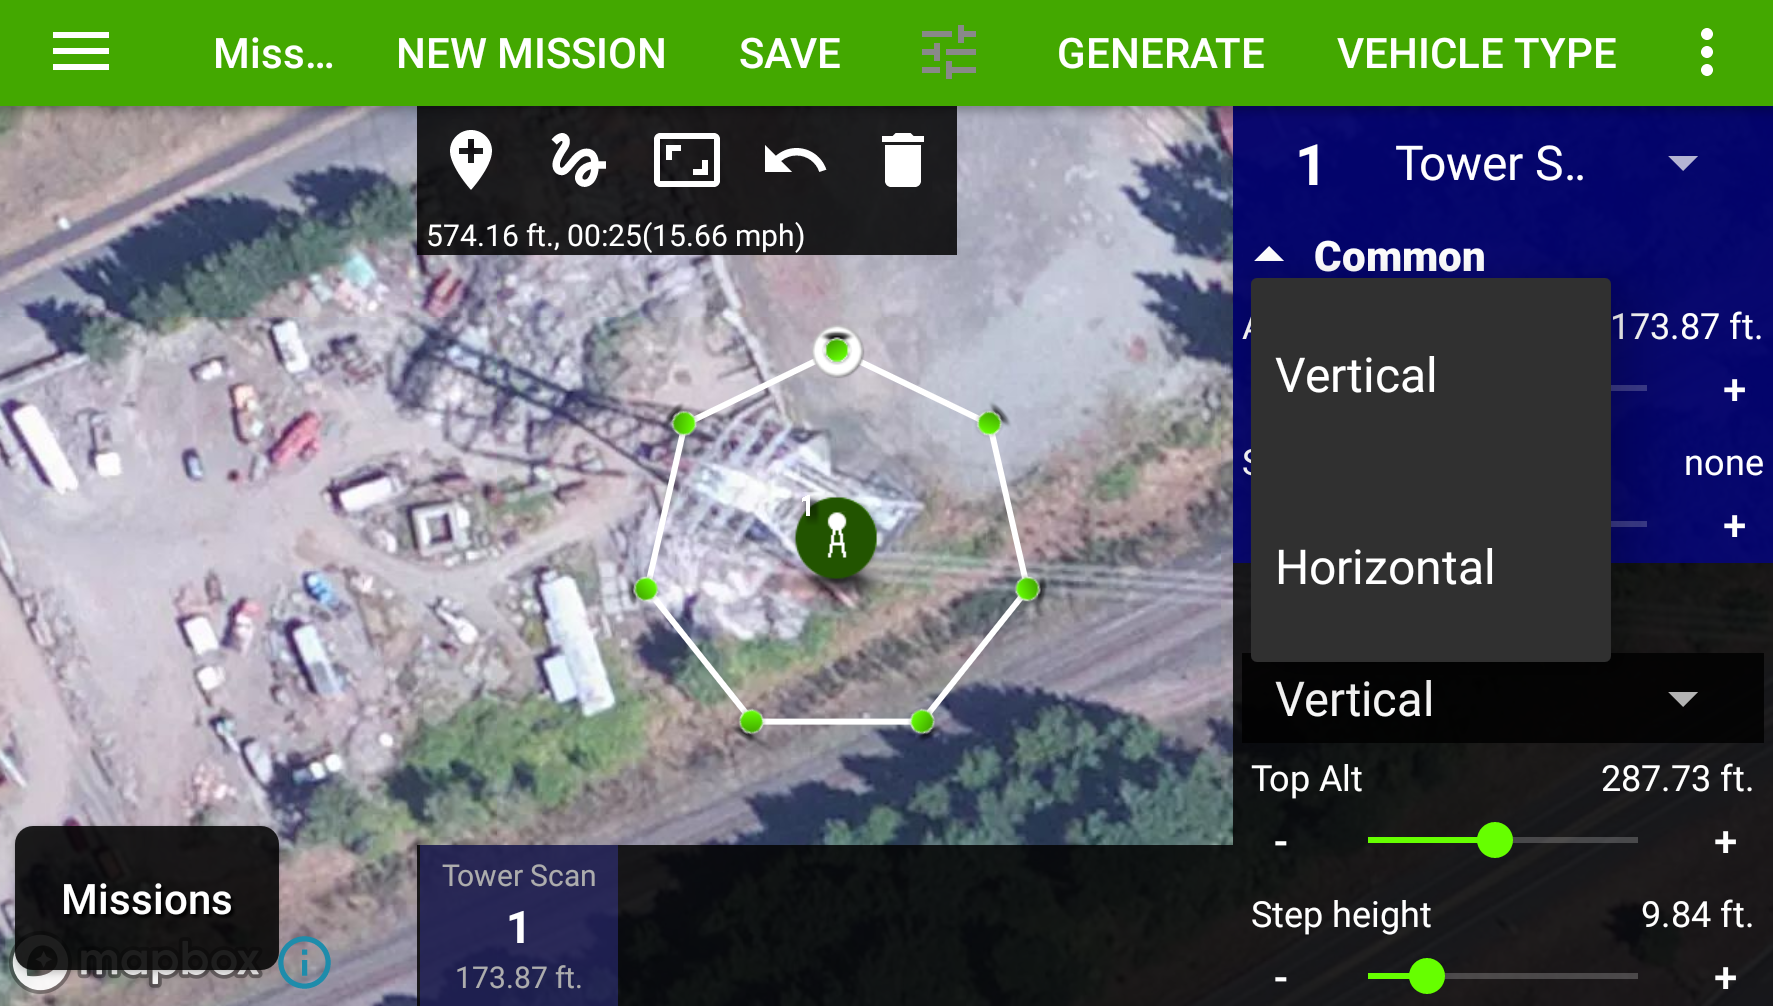 Miss... NEW MISSION SAVE GENERATE VEHICLE TYPE
574.16 ft., 00:25(15.66 mph)
1 Tower S..
Common
173.87 ft.
Vertical
+
none
+
Horizontal
1
Vertical
Top Alt 287.73 ft.
- +
Step height 9.84 ft.
- +
Missions
mapbox
Tower Scan
1
173.87 ft.